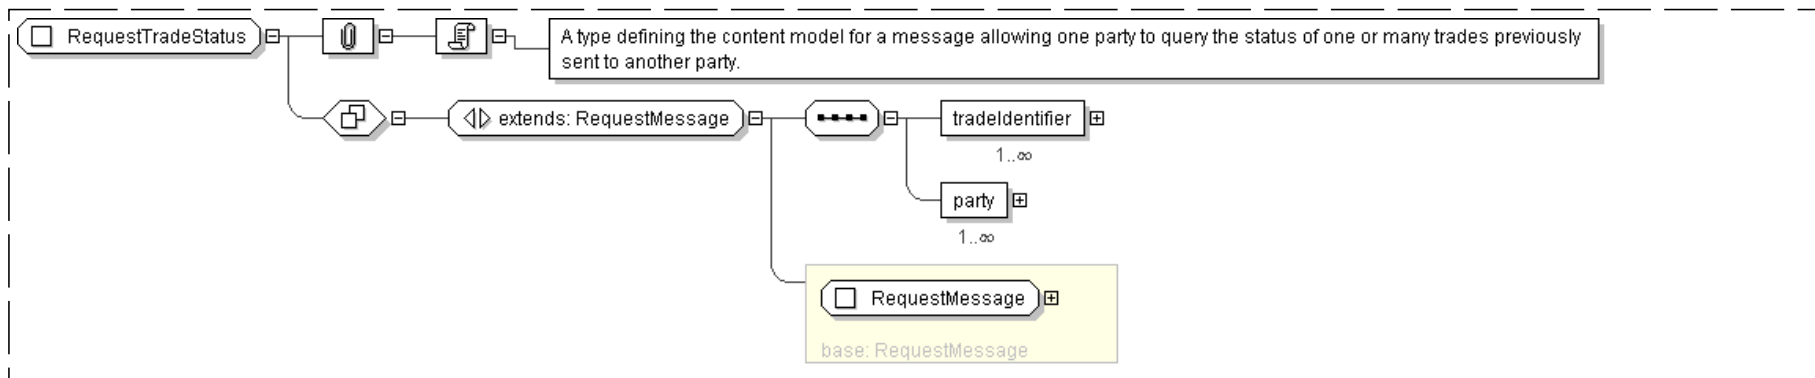 RequestTradeStatus
A type defining the content model for a message allowing one party to query the status of one or many trades previously
sent to another party.
extends: RequestMessage
tradeIdentifier
1..∞
party
1..∞
RequestMessage
base: RequestMessage